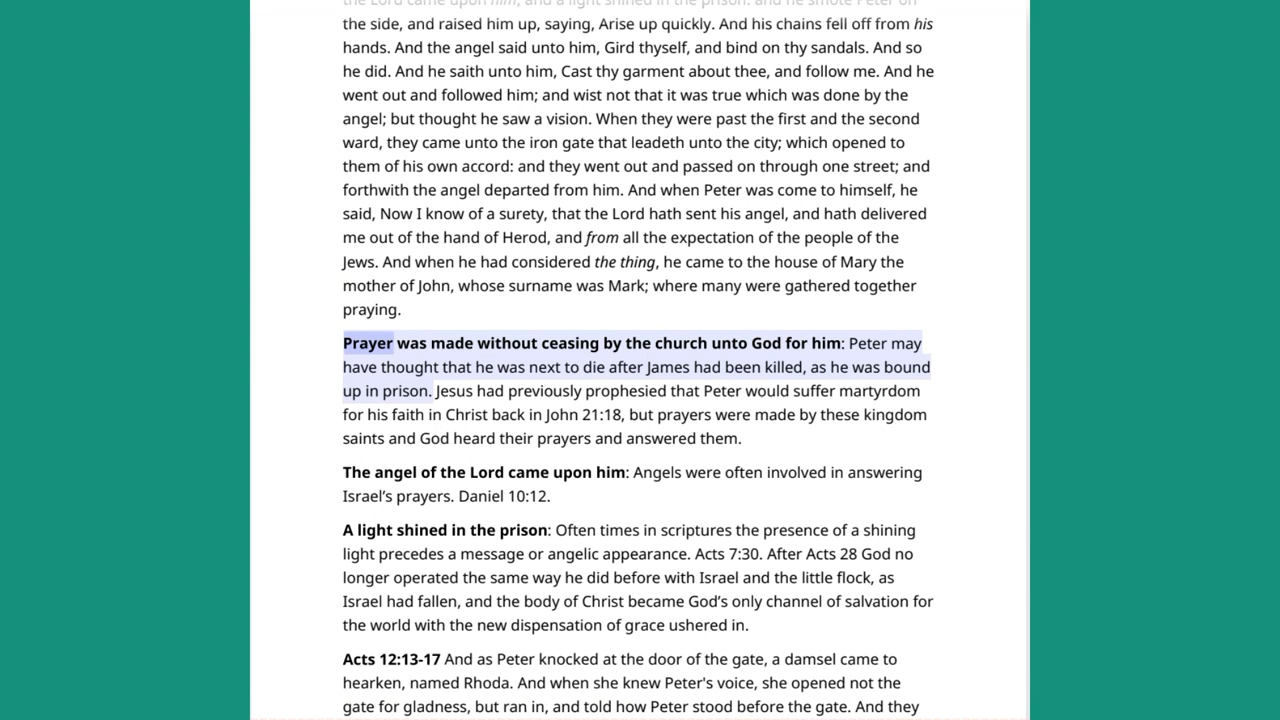 the Lord came upon him, and a light shined in the prison: and he smote Peter on
the side, and raised him up, saying, Arise up quickly. And his chains fell off from his
hands. And the angel said unto him, Gird thyself, and bind on thy sandals. And so
he did. And he saith unto him, Cast thy garment about thee, and follow me. And he
went out and followed him; and wist not that it was true which was done by the
angel; but thought he saw a vision. When they were past the first and the second
ward, they came unto the iron gate that leadeth unto the city; which opened to
them of his own accord: and they went out and passed on through one street; and
forthwith the angel departed from him. And when Peter was come to himself, he
said, Now I know of a surety, that the Lord hath sent his angel, and hath delivered
me out of the hand of Herod, and from all the expectation of the people of the
Jews. And when he had considered the thing, he came to the house of Mary the
mother of John, whose surname was Mark; where many were gathered together
praying.
Prayer was made without ceasing by the church unto God for him: Peter may
have thought that he was next to die after James had been killed, as he was bound
up in prison. Jesus had previously prophesied that Peter would suffer martyrdom
for his faith in Christ back in John 21:18, but prayers were made by these kingdom
saints and God heard their prayers and answered them.
The angel of the Lord came upon him: Angels were often involved in answering
Israel’s prayers. Daniel 10:12.
A light shined in the prison: Often times in scriptures the presence of a shining
light precedes a message or angelic appearance. Acts 7:30. After Acts 28 God no
longer operated the same way he did before with Israel and the little flock, as
Israel had fallen, and the body of Christ became God’s only channel of salvation for
the world with the new dispensation of grace ushered in.
Acts 12:13-17 And as Peter knocked at the door of the gate, a damsel came to
hearken, named Rhoda. And when she knew Peter's voice, she opened not the
gate for gladness, but ran in, and told how Peter stood before the gate. And they